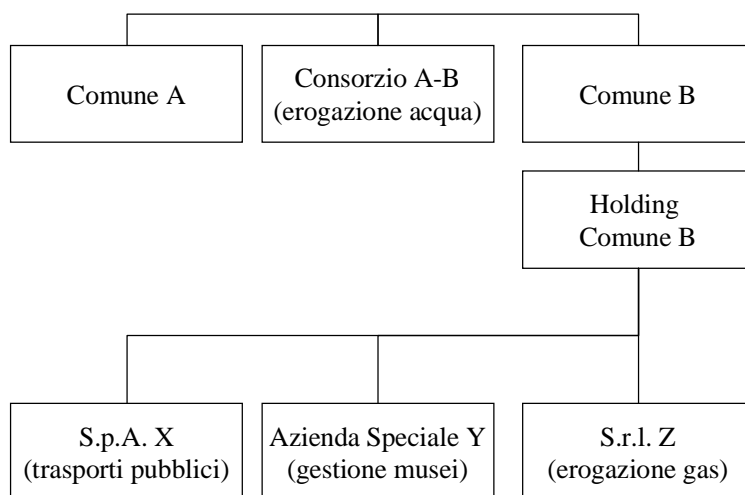 Comune A
Consorzio A-B
(erogazione acqua)
Comune B
Holding
Comune B
S.p.A. X
(trasporti pubblici)
Azienda Speciale Y
(gestione musei)
S.r.l. Z
(erogazione gas)